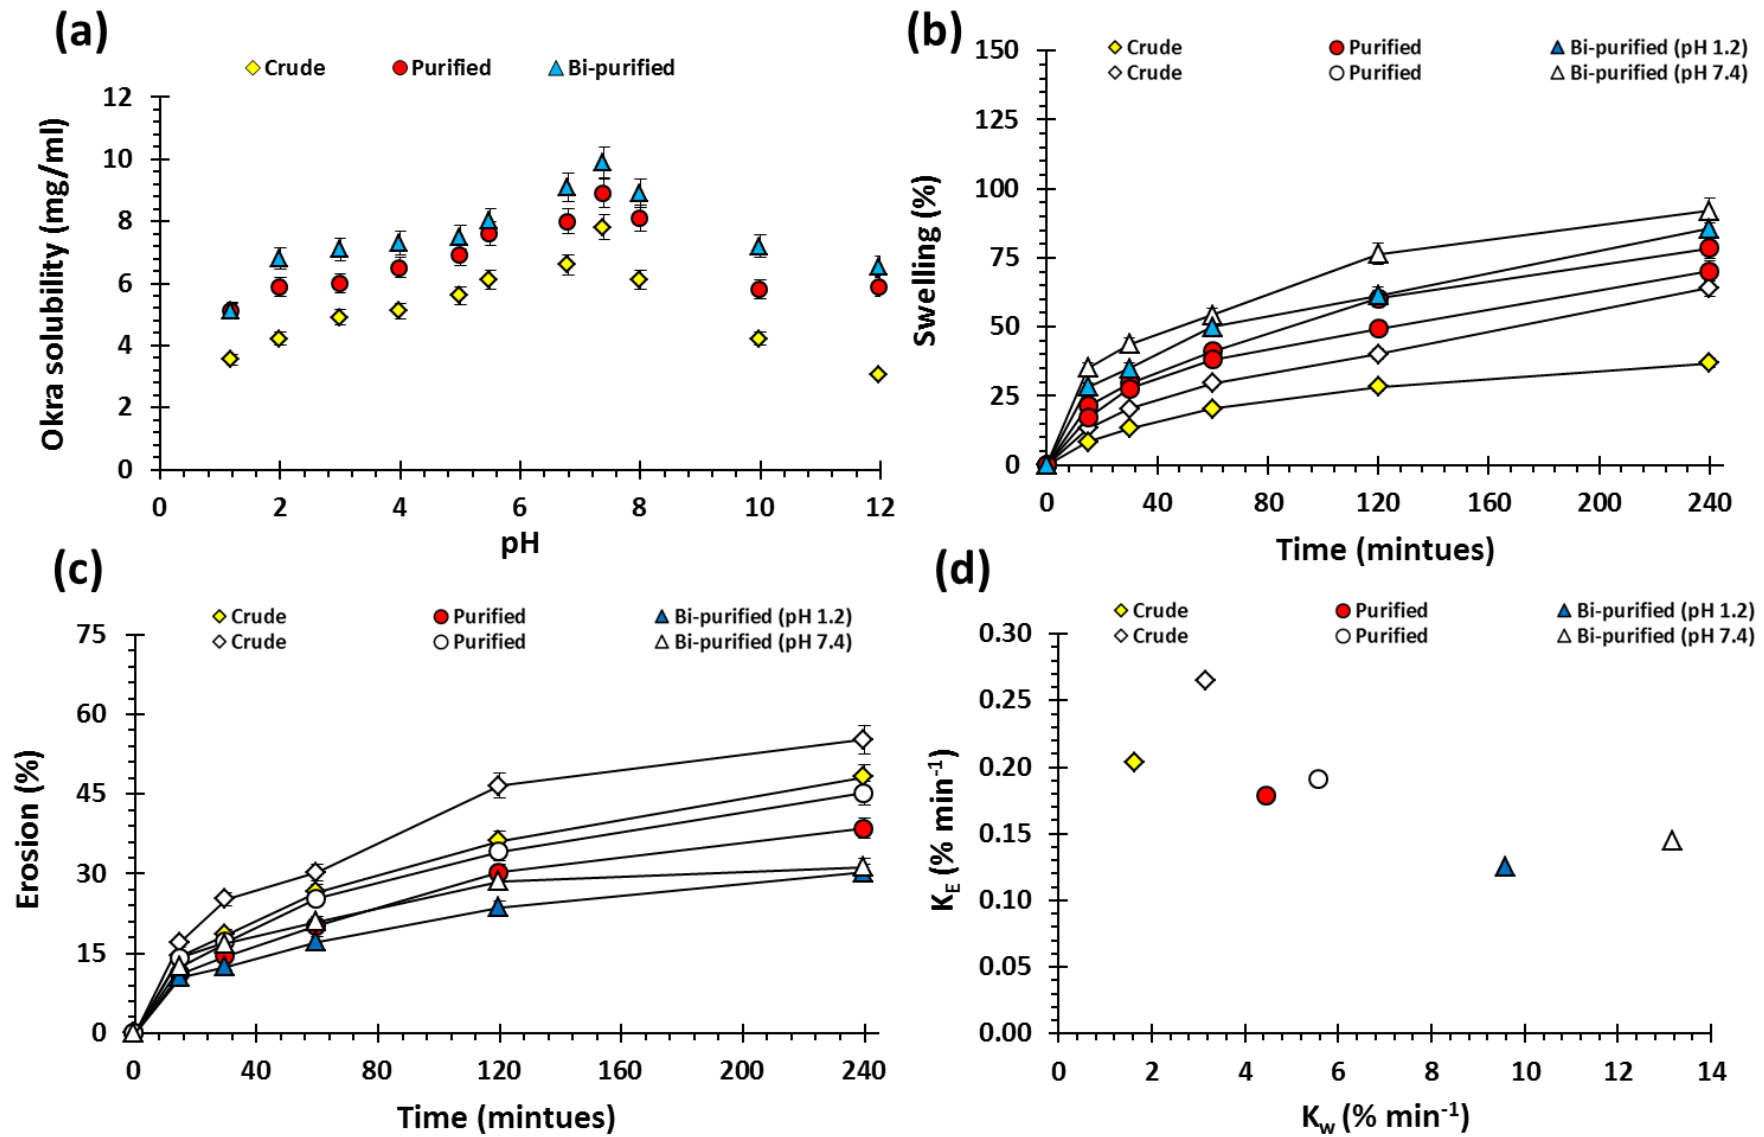 (a)
Crude Purified Bi-purified
12
10
8
6
4
2
0
0 2 4 6 8 10 12
Okra solubility (mg/ml)
pH
(b)
Crude Purified Bi-purified (pH 1.2)
Crude Purified Bi-purified (pH 7.4)
150
125
100
75
50
25
0
0 40 80 120 160 200 240
Swelling (%)
Time (mintues)
(c)
Crude Purified Bi-purified (pH 1.2)
Crude Purified Bi-purified (pH 7.4)
75
60
45
30
15
0
0 40 80 120 160 200 240
Erosion (%)
Time (mintues)
(d)
Crude Purified Bi-purified (pH 1.2)
Crude Purified Bi-purified (pH 7.4)
0.30
0.25
0.20
0.15
0.10
0.05
0.00
0 2 4 6 8 10 12 14
K_E (% min⁻¹)
K_w (% min⁻¹)